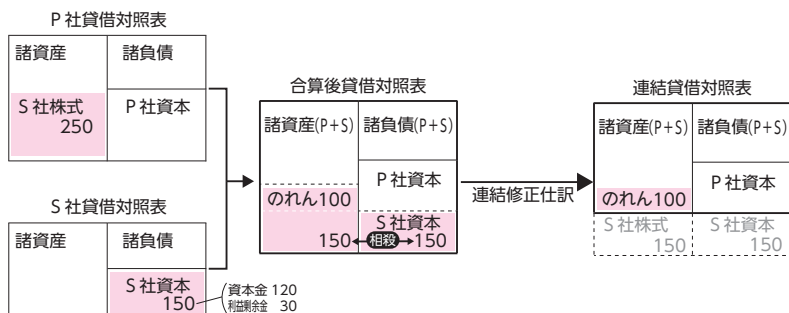 P社貸借対照表
諸資産
諸負債
S社株式
250
P社資本
S社貸借対照表
諸資産
諸負債
S社資本
150
資本金 120
利益剰余金 30
合算後貸借対照表
諸資産(P+S)
諸負債(P+S)
P社資本
のれん100
S社資本
150
相殺
150
連結修正仕訳
連結貸借対照表
諸資産(P+S)
諸負債(P+S)
P社資本
のれん100
S社株式
150
S社資本
150